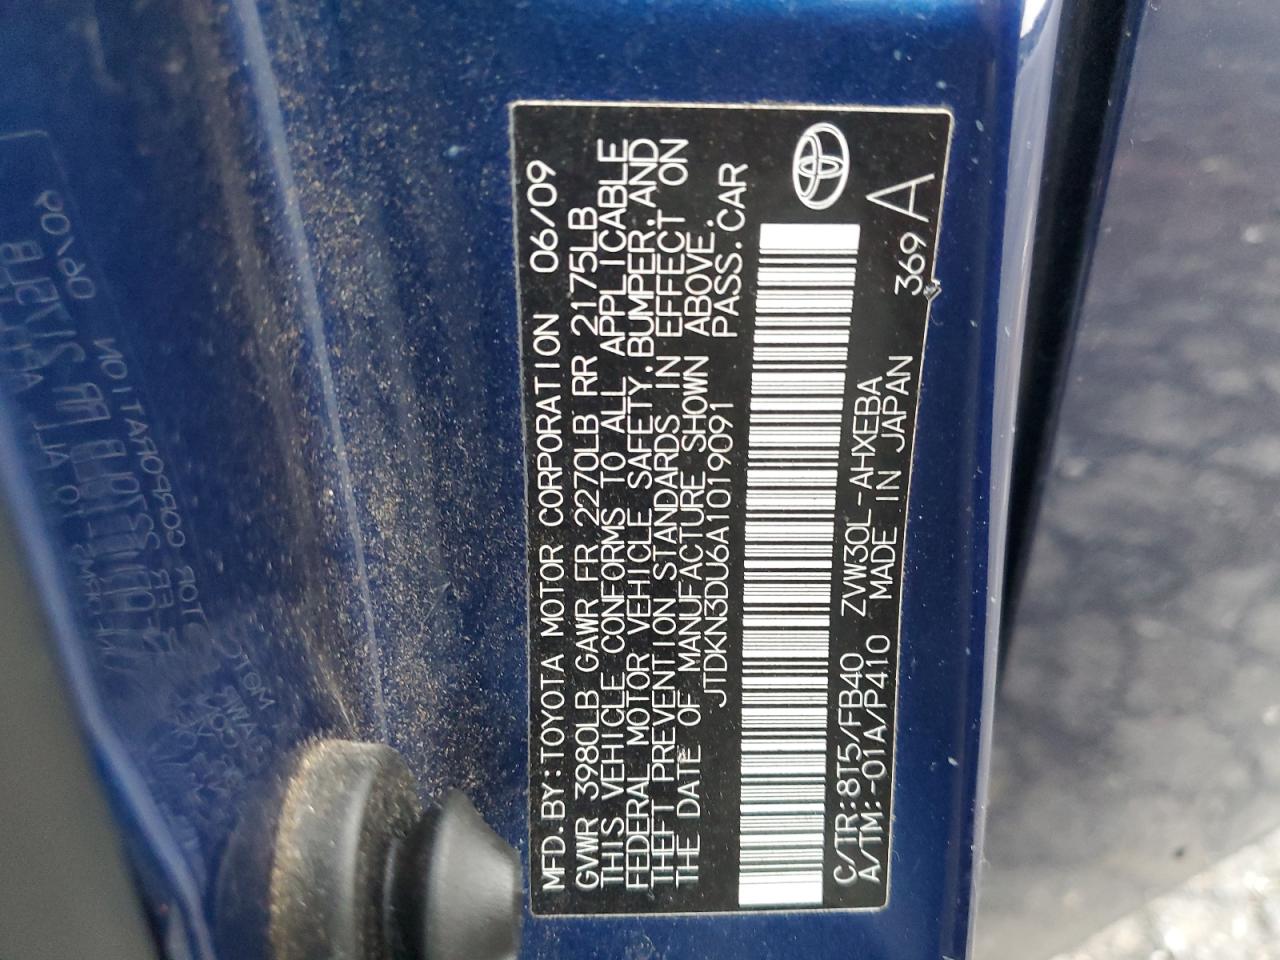 MFD.BY:TOYOTA MOTOR CORPORATION 06/09
GVWR 3980LB GAWR FR 2270LB RR 2175LB
THIS VEHICLE CONFORMS TO ALL APPLICABLE
FEDERAL MOTOR VEHICLE SAFETY,BUMPER,AND
THEFT PREVENTION STANDARDS IN EFFECT ON
THE DATE OF MANUFACTURE SHOWN ABOVE.
JTDKN3DU6A1019091 PASS.CAR
C/TR:8T5/FB40 ZVW30L-AHXEBA
A/TM:-01A/P410 MADE IN JAPAN
369 A